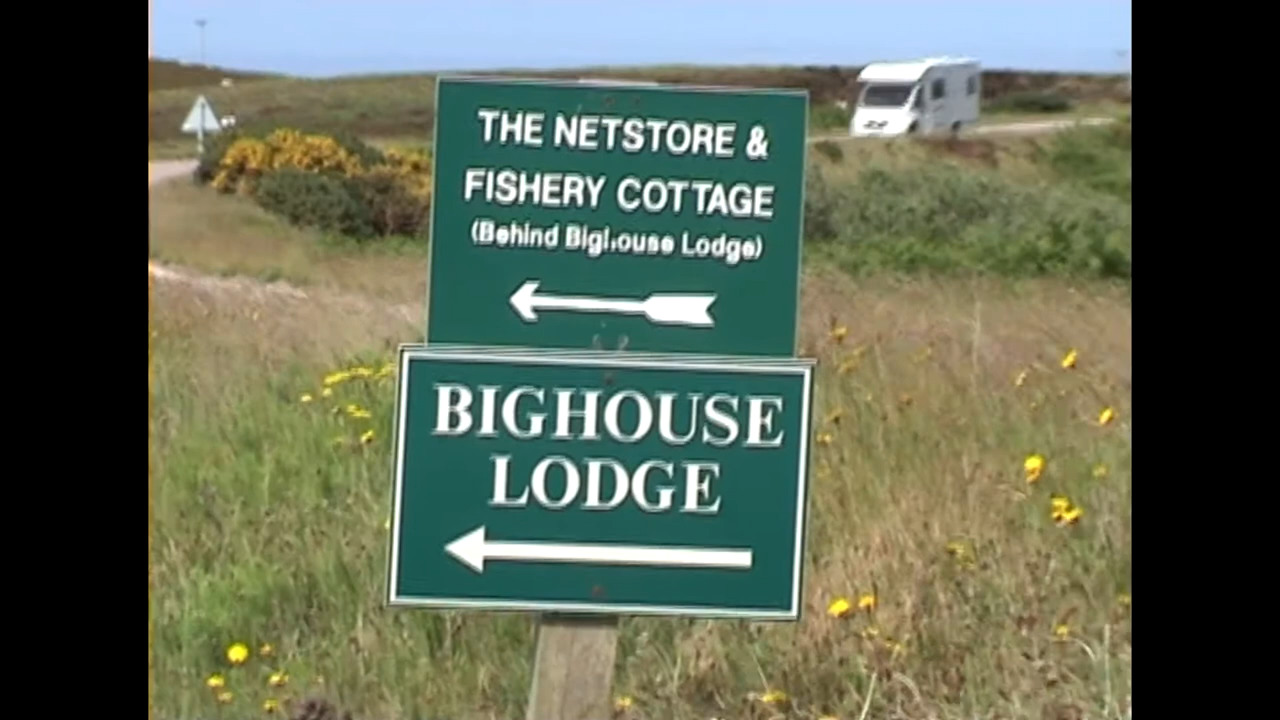 THE NETSTORE &
FISHERY COTTAGE
(Behind Bighouse Lodge)
BIGHOUSE
LODGE